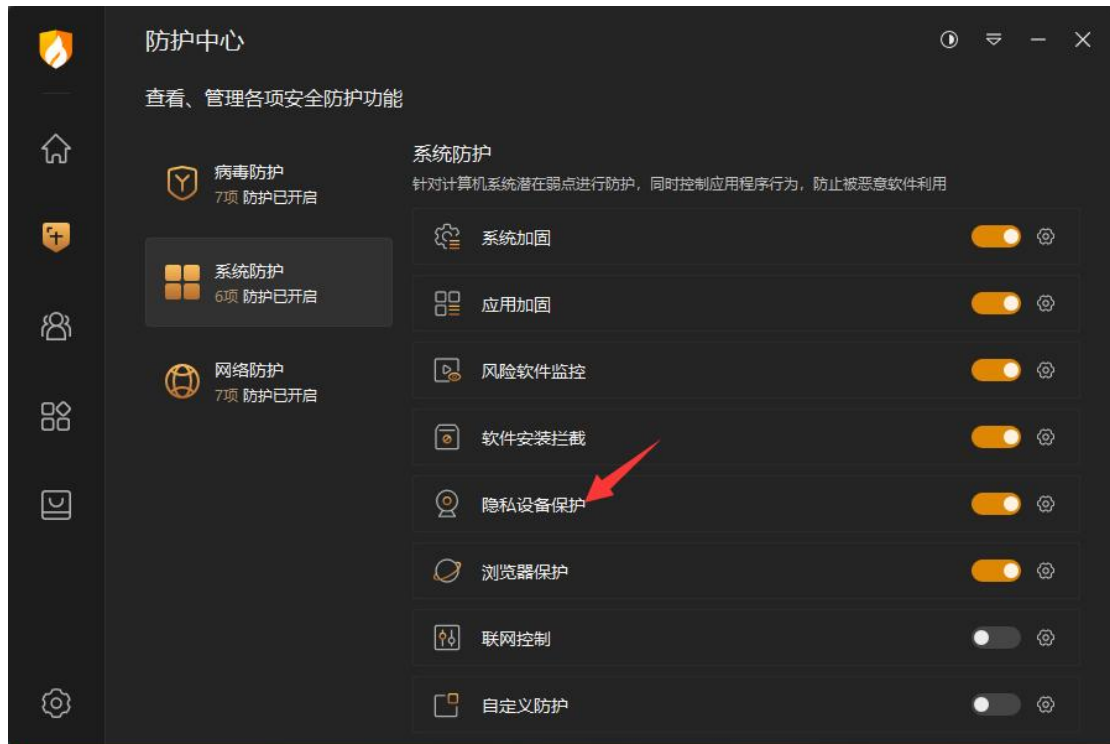 防护中心
查看、管理各项安全防护功能
病毒防护
7项 防护已开启
系统防护
6项 防护已开启
网络防护
7项 防护已开启
系统防护
针对计算机系统潜在弱点进行防护，同时控制应用程序行为，防止被恶意软件利用
系统加固
应用加固
风险软件监控
软件安装拦截
隐私设备保护
浏览器保护
联网控制
自定义防护